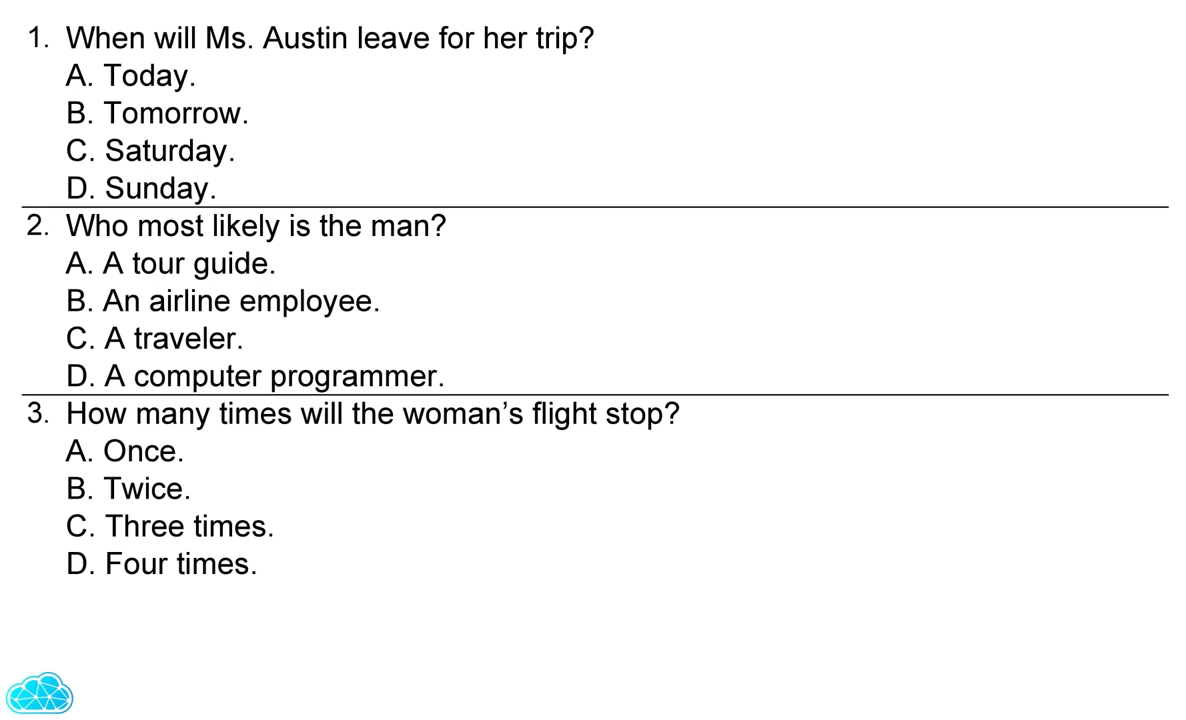 1. When will Ms. Austin leave for her trip?
A. Today.
B. Tomorrow.
C. Saturday.
D. Sunday.
2. Who most likely is the man?
A. A tour guide.
B. An airline employee.
C. A traveler.
D. A computer programmer.
3. How many times will the woman’s flight stop?
A. Once.
B. Twice.
C. Three times.
D. Four times.